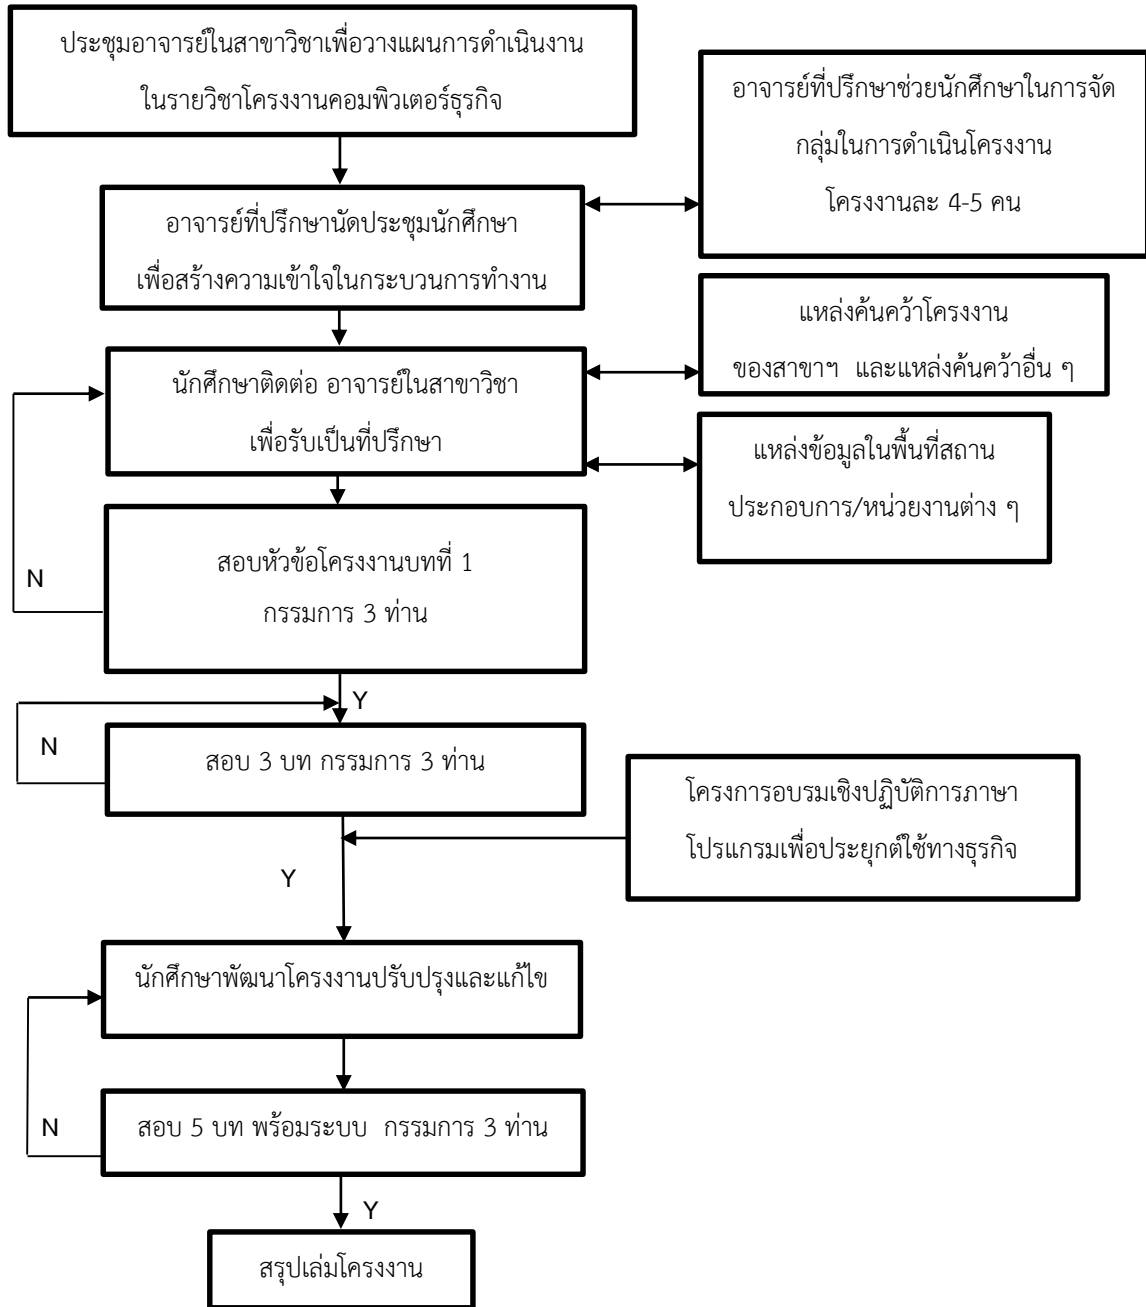 ประชุมอาจารย์ในสาขาวิชาเพื่อวางแผนการดำเนินงาน
ในรายวิชาโครงงานคอมพิวเตอร์ธุรกิจ
อาจารย์ที่ปรึกษาช่วยนักศึกษาในการจัด
กลุ่มในการดำเนินโครงงาน
โครงงานละ 4-5 คน
อาจารย์ที่ปรึกษานัดประชุมนักศึกษา
เพื่อสร้างความเข้าใจในกระบวนการทำงาน
แหล่งค้นคว้าโครงงาน
ของสาขาฯ และแหล่งค้นคว้าอื่น ๆ
นักศึกษาติดต่อ อาจารย์ในสาขาวิชา
เพื่อรับเป็นที่ปรึกษา
แหล่งข้อมูลในพื้นที่สถาน
ประกอบการ/หน่วยงานต่าง ๆ
N
สอบหัวข้อโครงงานบทที่ 1
กรรมการ 3 ท่าน
Y
N
สอบ 3 บท กรรมการ 3 ท่าน
โครงการอบรมเชิงปฏิบัติการภาษา
โปรแกรมเพื่อประยุกต์ใช้ทางธุรกิจ
Y
นักศึกษาพัฒนาโครงงานปรับปรุงและแก้ไข
N
สอบ 5 บท พร้อมระบบ กรรมการ 3 ท่าน
Y
สรุปเล่มโครงงาน